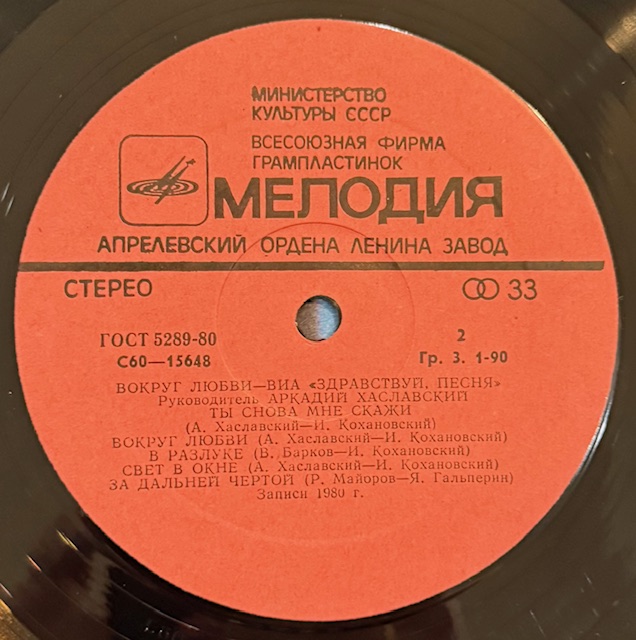 МИНИСТЕРСТВО
КУЛЬТУРЫ СССР
ВСЕСОЮЗНАЯ ФИРМА
ГРАМПЛАСТИНОК
МЕЛОДИЯ
АПРЕЛЕВСКИЙ ОРДЕНА ЛЕНИНА ЗАВОД
СТЕРЕО 33
ГОСТ 5289-80 2
С60—15648 Гр. 3. 1-90
ВОКРУГ ЛЮБВИ—ВИА «ЗДРАВСТВУЙ, ПЕСНЯ»
Руководитель АРКАДИЙ ХАСЛАВСКИЙ
ТЫ СНОВА МНЕ СКАЖИ
(А. Хаславский—И. Кохановский)
ВОКРУГ ЛЮБВИ (А. Хаславский—И. Кохановский)
В РАЗЛУКЕ (В. Барков—И. Кохановский)
СВЕТ В ОКНЕ (А. Хаславский—И. Кохановский)
ЗА ДАЛЬНЕЙ ЧЕРТОЙ (Р. Майоров—Я. Гальперин)
Записи 1980 г.